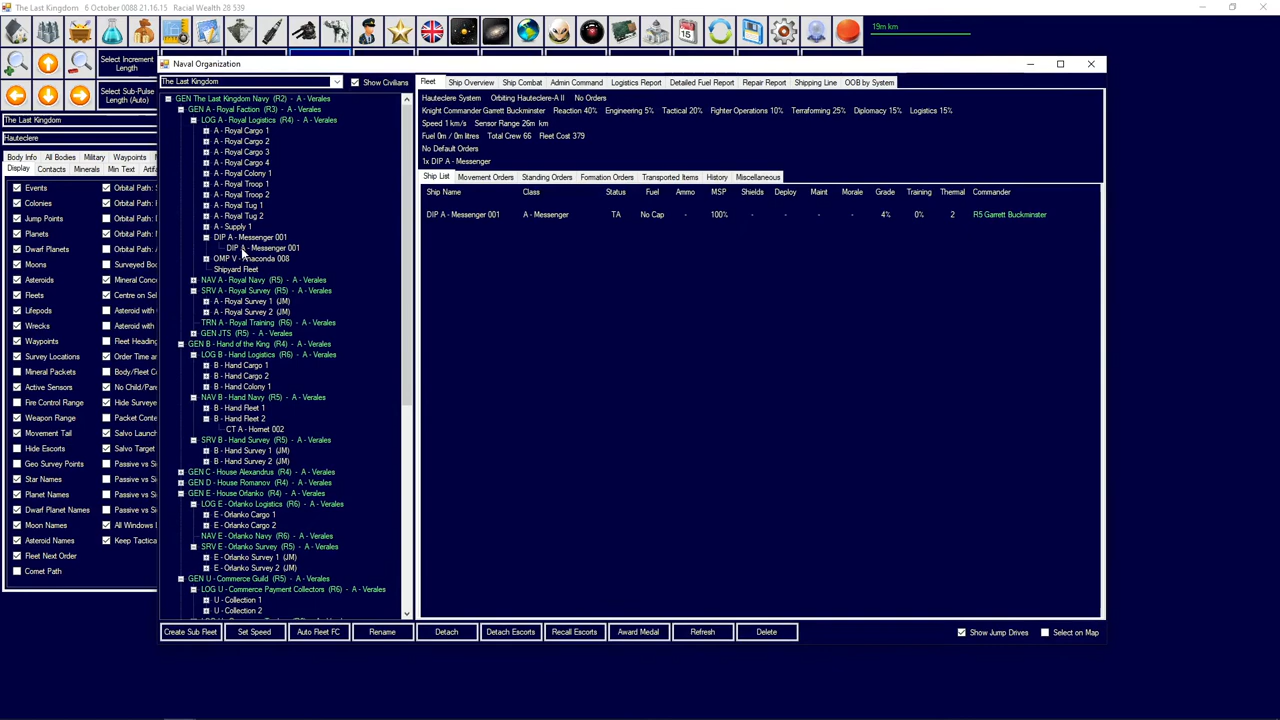 The Last Kingdom   6 October 0088 21.16.15   Racial Wealth 28 539
19m km
Select Increment
Length
Select Sub-Pulse
Length (Auto)
The Last Kingdom
Hauteclere
Body Info All Bodies Military Waypoints
Display Contacts Minerals Min Text
Events
Colonies
Jump Points
Planets
Dwarf Planets
Moons
Asteroids
Fleets
Lifepods
Wrecks
Waypoints
Survey Locations
Mineral Packets
Active Sensors
Fire Control Range
Weapon Range
Movement Tail
Hide Escorts
Geo Survey Points
Star Names
Planet Names
Dwarf Planet Names
Moon Names
Asteroid Names
Fleet Next Order
Comet Path
Orbital Path:
Orbital Path:
Orbital Path:
Orbital Path:
Orbital Path:
Surveyed Bo
Mineral Conc
Centre on Sel
Asteroid with
Asteroid with
Fleet Heading
Order Time an
Body/Fleet C
No Child/Par
Hide Surveye
Packet Conte
Salvo Launch
Salvo Target
Passive vs Si
Passive vs Si
Passive vs Si
Passive vs Si
All Windows
Keep Tactica
Naval Organization
The Last Kingdom
Show Civilians
GEN The Last Kingdom Navy (R2) - A - Verales
GEN A - Royal Faction (R3) - A - Verales
LOG A - Royal Logistics (R4) - A - Verales
A - Royal Cargo 1
A - Royal Cargo 2
A - Royal Cargo 3
A - Royal Cargo 4
A - Royal Colony 1
A - Royal Troop 1
A - Royal Troop 2
A - Royal Tug 1
A - Royal Tug 2
A - Supply 1
DIP A - Messenger 001
DIP A - Messenger 001
OMP V - Anaconda 008
Shipyard Fleet
NAV A - Royal Navy (R5) - A - Verales
SRV A - Royal Survey (R5) - A - Verales
A - Royal Survey 1 (JM)
A - Royal Survey 2 (JM)
TRN A - Royal Training (R6) - A - Verales
GEN JTS (R5) - A - Verales
GEN B - Hand of the King (R4) - A - Verales
LOG B - Hand Logistics (R6) - A - Verales
B - Hand Cargo 1
B - Hand Cargo 2
B - Hand Colony 1
NAV B - Hand Navy (R5) - A - Verales
B - Hand Fleet 1
B - Hand Fleet 2
CT A - Hornet 002
SRV B - Hand Survey (R5) - A - Verales
B - Hand Survey 1 (JM)
B - Hand Survey 2 (JM)
GEN C - House Alexandrus (R4) - A - Verales
GEN D - House Romanov (R4) - A - Verales
GEN E - House Orlanko (R4) - A - Verales
LOG E - Orlanko Logistics (R6) - A - Verales
E - Orlanko Cargo 1
E - Orlanko Cargo 2
NAV E - Orlanko Navy (R6) - A - Verales
SRV E - Orlanko Survey (R5) - A - Verales
E - Orlanko Survey 1 (JM)
E - Orlanko Survey 2 (JM)
GEN U - Commerce Guild (R5) - A - Verales
LOG U - Commerce Payment Collectors (R6) - A - Verales
U - Collection 1
U - Collection 2
Fleet Ship Overview Ship Combat Admin Command Logistics Report Detailed Fuel Report Repair Report Shipping Line OOB by System
Hauteclere System Orbiting Hauteclere-A II No Orders
Knight Commander Garrett Buckminster Reaction 40% Engineering 5% Tactical 20% Fighter Operations 10% Terraforming 25% Diplomacy 15% Logistics 15%
Speed 1 km/s Sensor Range 26m km
Fuel 0m / 0m litres Total Crew 66 Fleet Cost 379
No Default Orders
1x DIP A - Messenger
Ship List Movement Orders Standing Orders Formation Orders Transported Items History Miscellaneous
Ship Name Class Status Fuel Ammo MSP Shields Deploy Maint Morale Grade Training Thermal Commander
DIP A - Messenger 001 A - Messenger TA No Cap - 100% - - - - 4% 0% 2 R5 Garrett Buckminster
Create Sub Fleet Set Speed Auto Fleet FC Rename Detach Detach Escorts Recall Escorts Award Medal Refresh Delete Show Jump Drives Select on Map